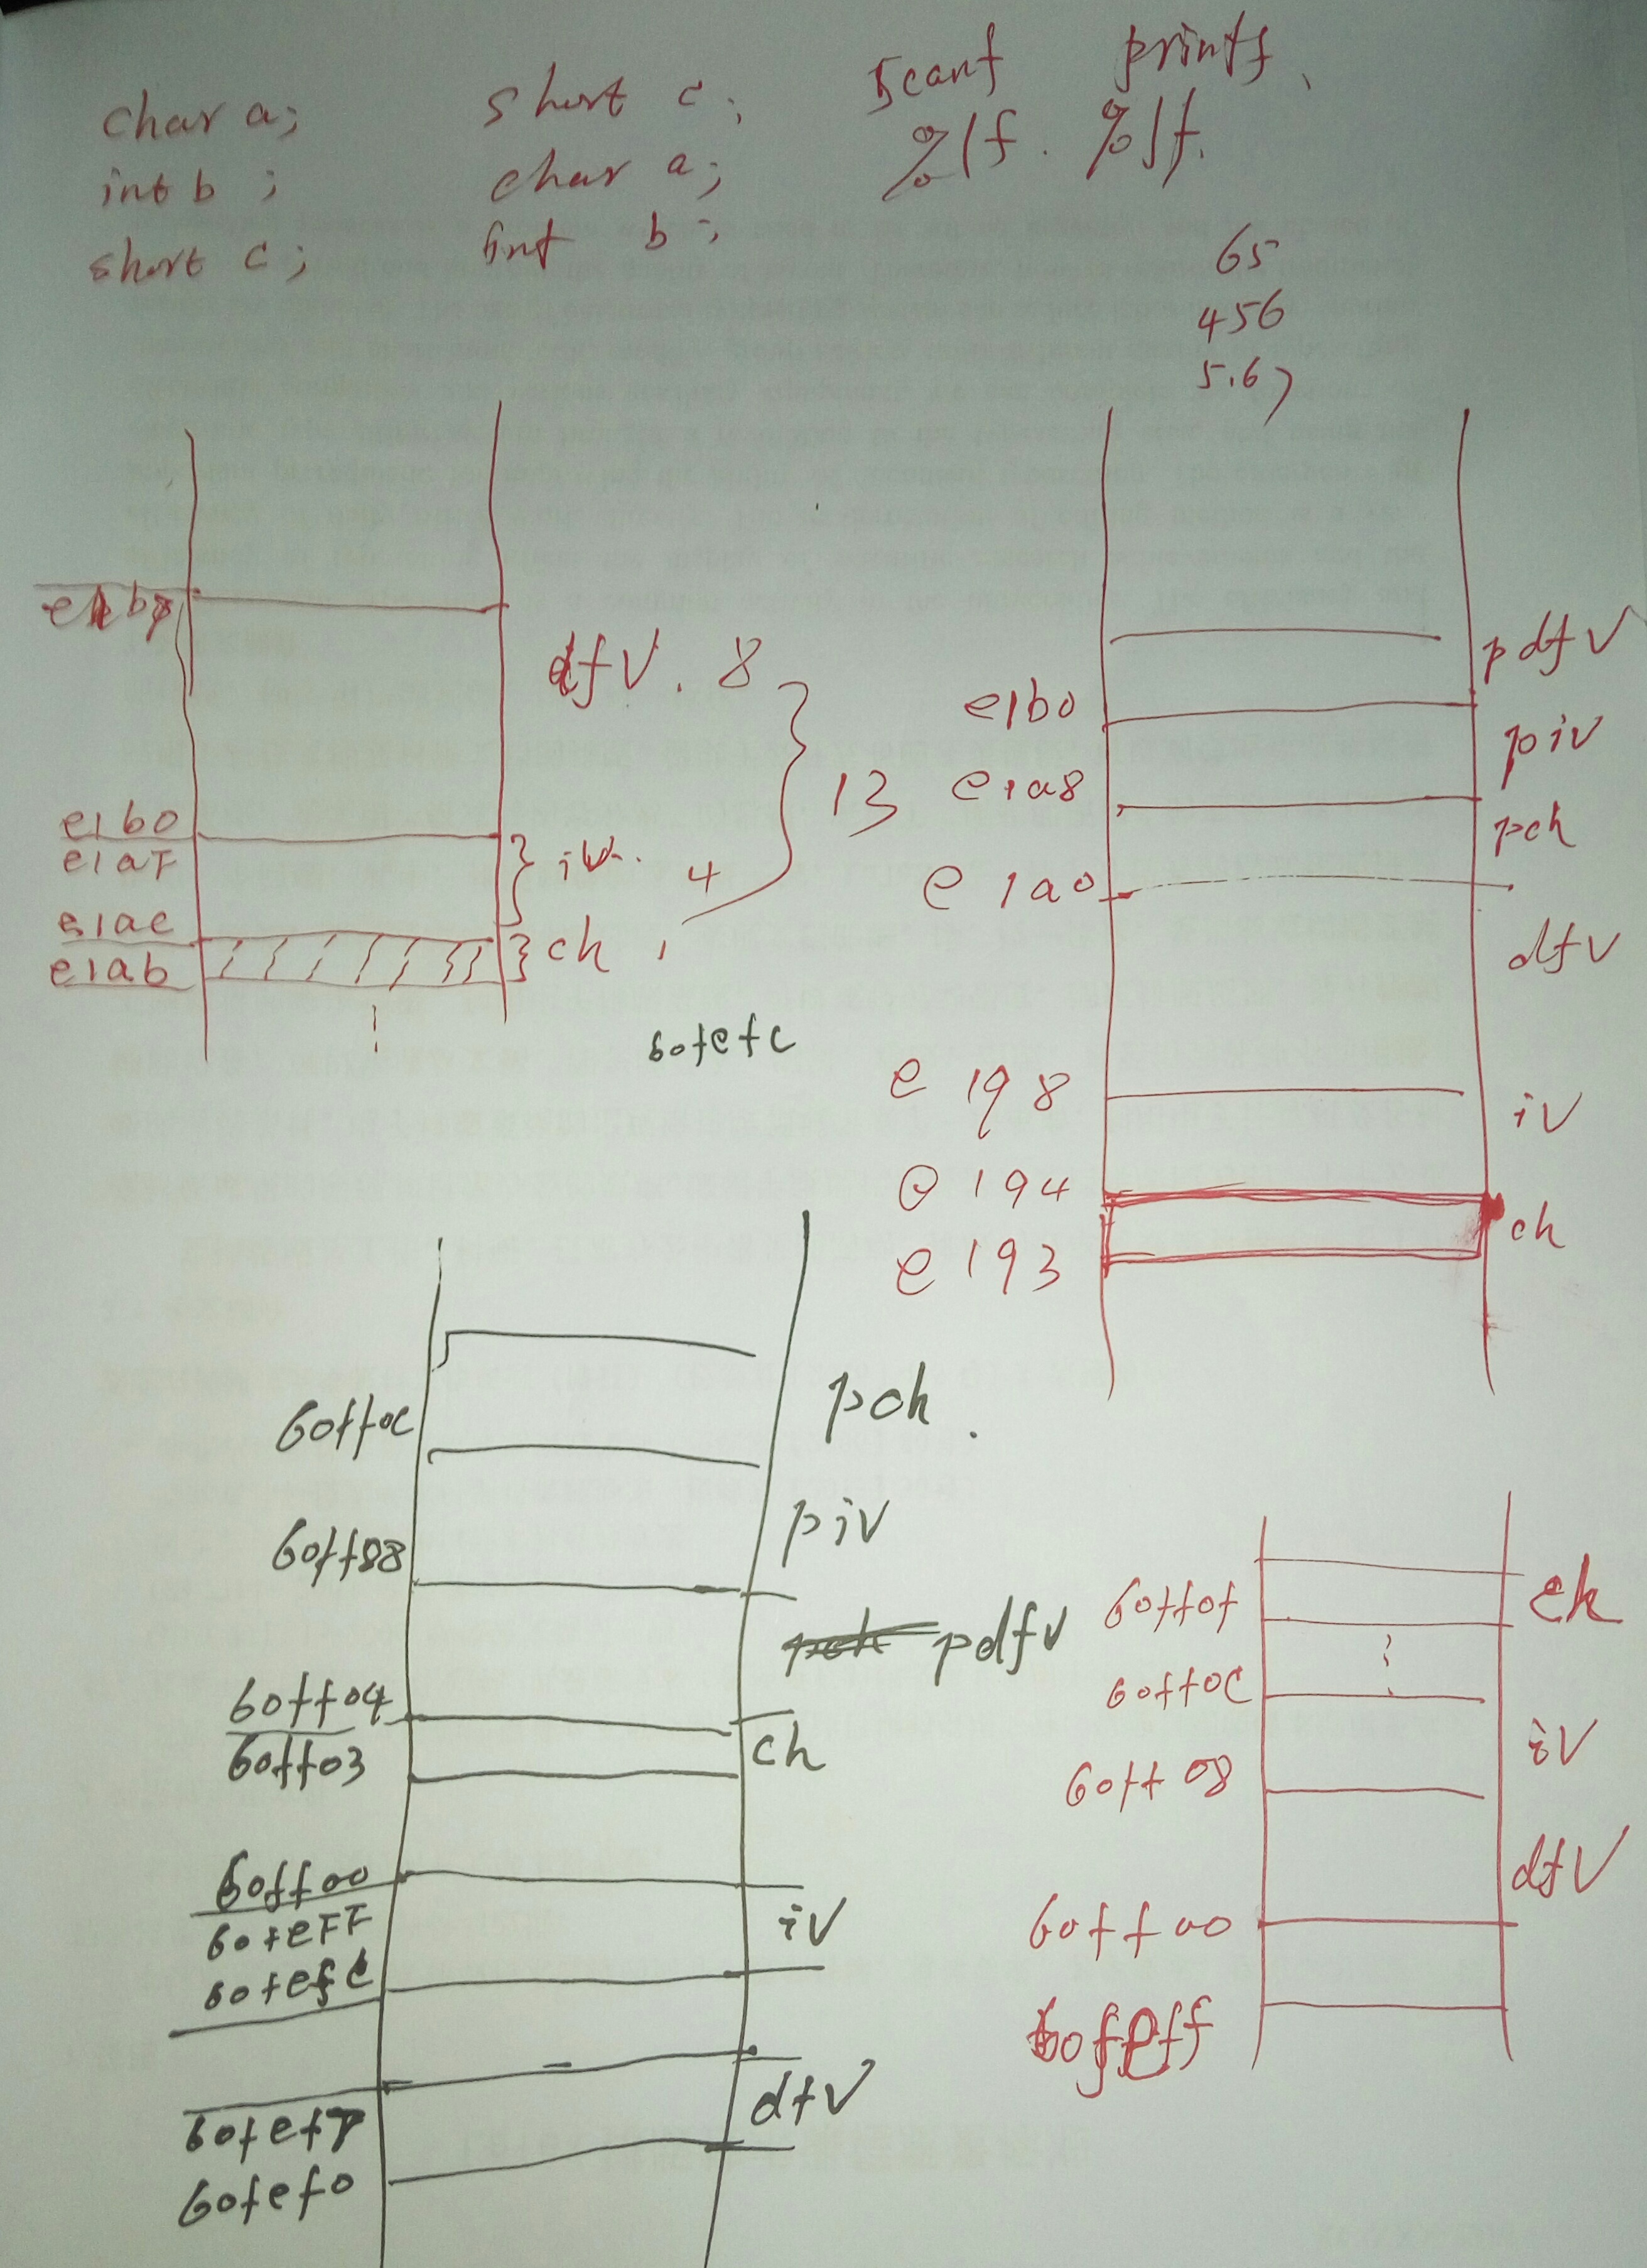 char a;
int b ;
short c;
short c;
char a;
int b;
scanf printf,
%lf. %lf.
65
456
5.67
dfV. 8
e1b0
e1af
iV. 4
13
e1ac
e1ab
ch 1
60fefc
pdfV
e1b0
piv
e1a8
pch
e1a0
dfV
e198
iV
e194
ch
e193
60ff0c
pch.
60ff08
piV
pdfV
60ff04
60ff03
ch
60ff00
60feFF
60fefc
iV
60fef7
dfV
60fef0
60ff0f
ch
60ff0c
iV
60ff08
dfV
60ff00
60feff